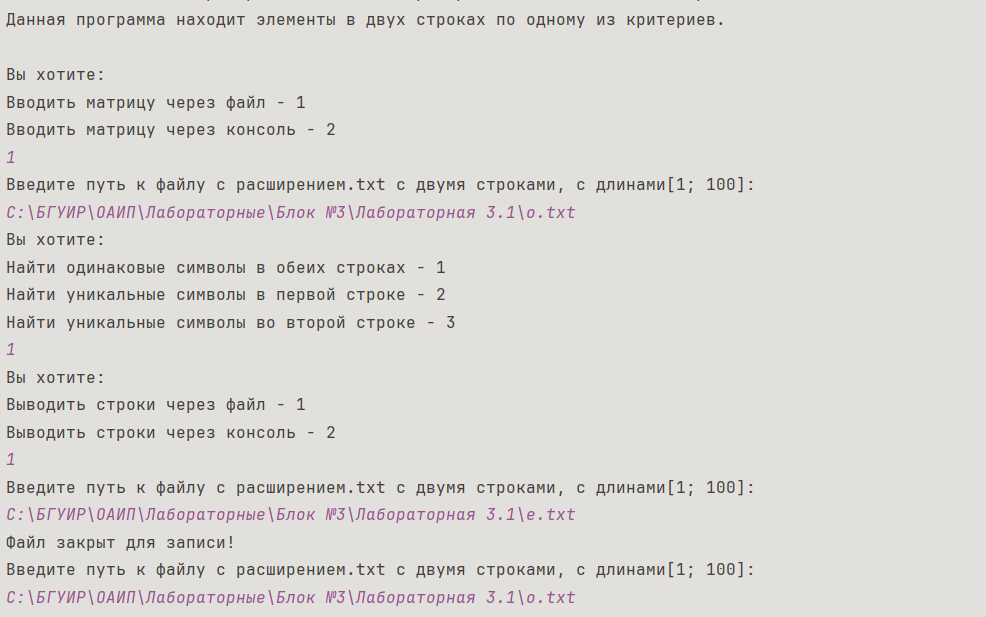 Данная программа находит элементы в двух строках по одному из критериев.
Вы хотите:
Вводить матрицу через файл - 1
Вводить матрицу через консоль - 2
1
Введите путь к файлу с расширением.txt с двумя строками, с длинами[1; 100]:
C:\БГУИР\ОАИП\Лабораторные\Блок №3\Лабораторная 3.1\o.txt
Вы хотите:
Найти одинаковые символы в обеих строках - 1
Найти уникальные символы в первой строке - 2
Найти уникальные символы во второй строке - 3
1
Вы хотите:
Выводить строки через файл - 1
Выводить строки через консоль - 2
1
Введите путь к файлу с расширением.txt с двумя строками, с длинами[1; 100]:
C:\БГУИР\ОАИП\Лабораторные\Блок №3\Лабораторная 3.1\e.txt
Файл закрыт для записи!
Введите путь к файлу с расширением.txt с двумя строками, с длинами[1; 100]:
C:\БГУИР\ОАИП\Лабораторные\Блок №3\Лабораторная 3.1\o.txt